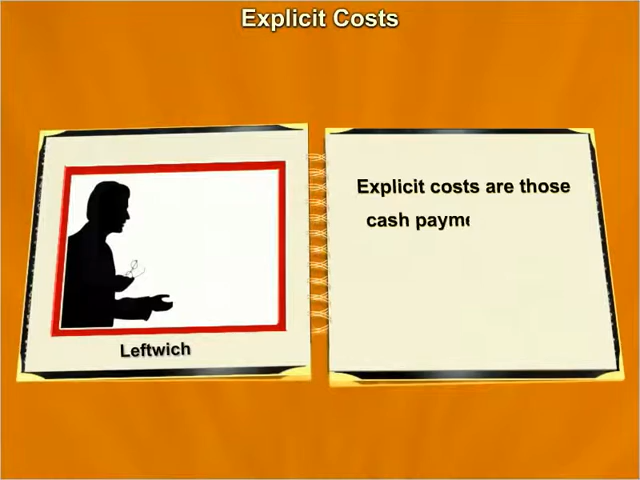 Explicit Costs
Leftwich
Explicit costs are those
cash payme